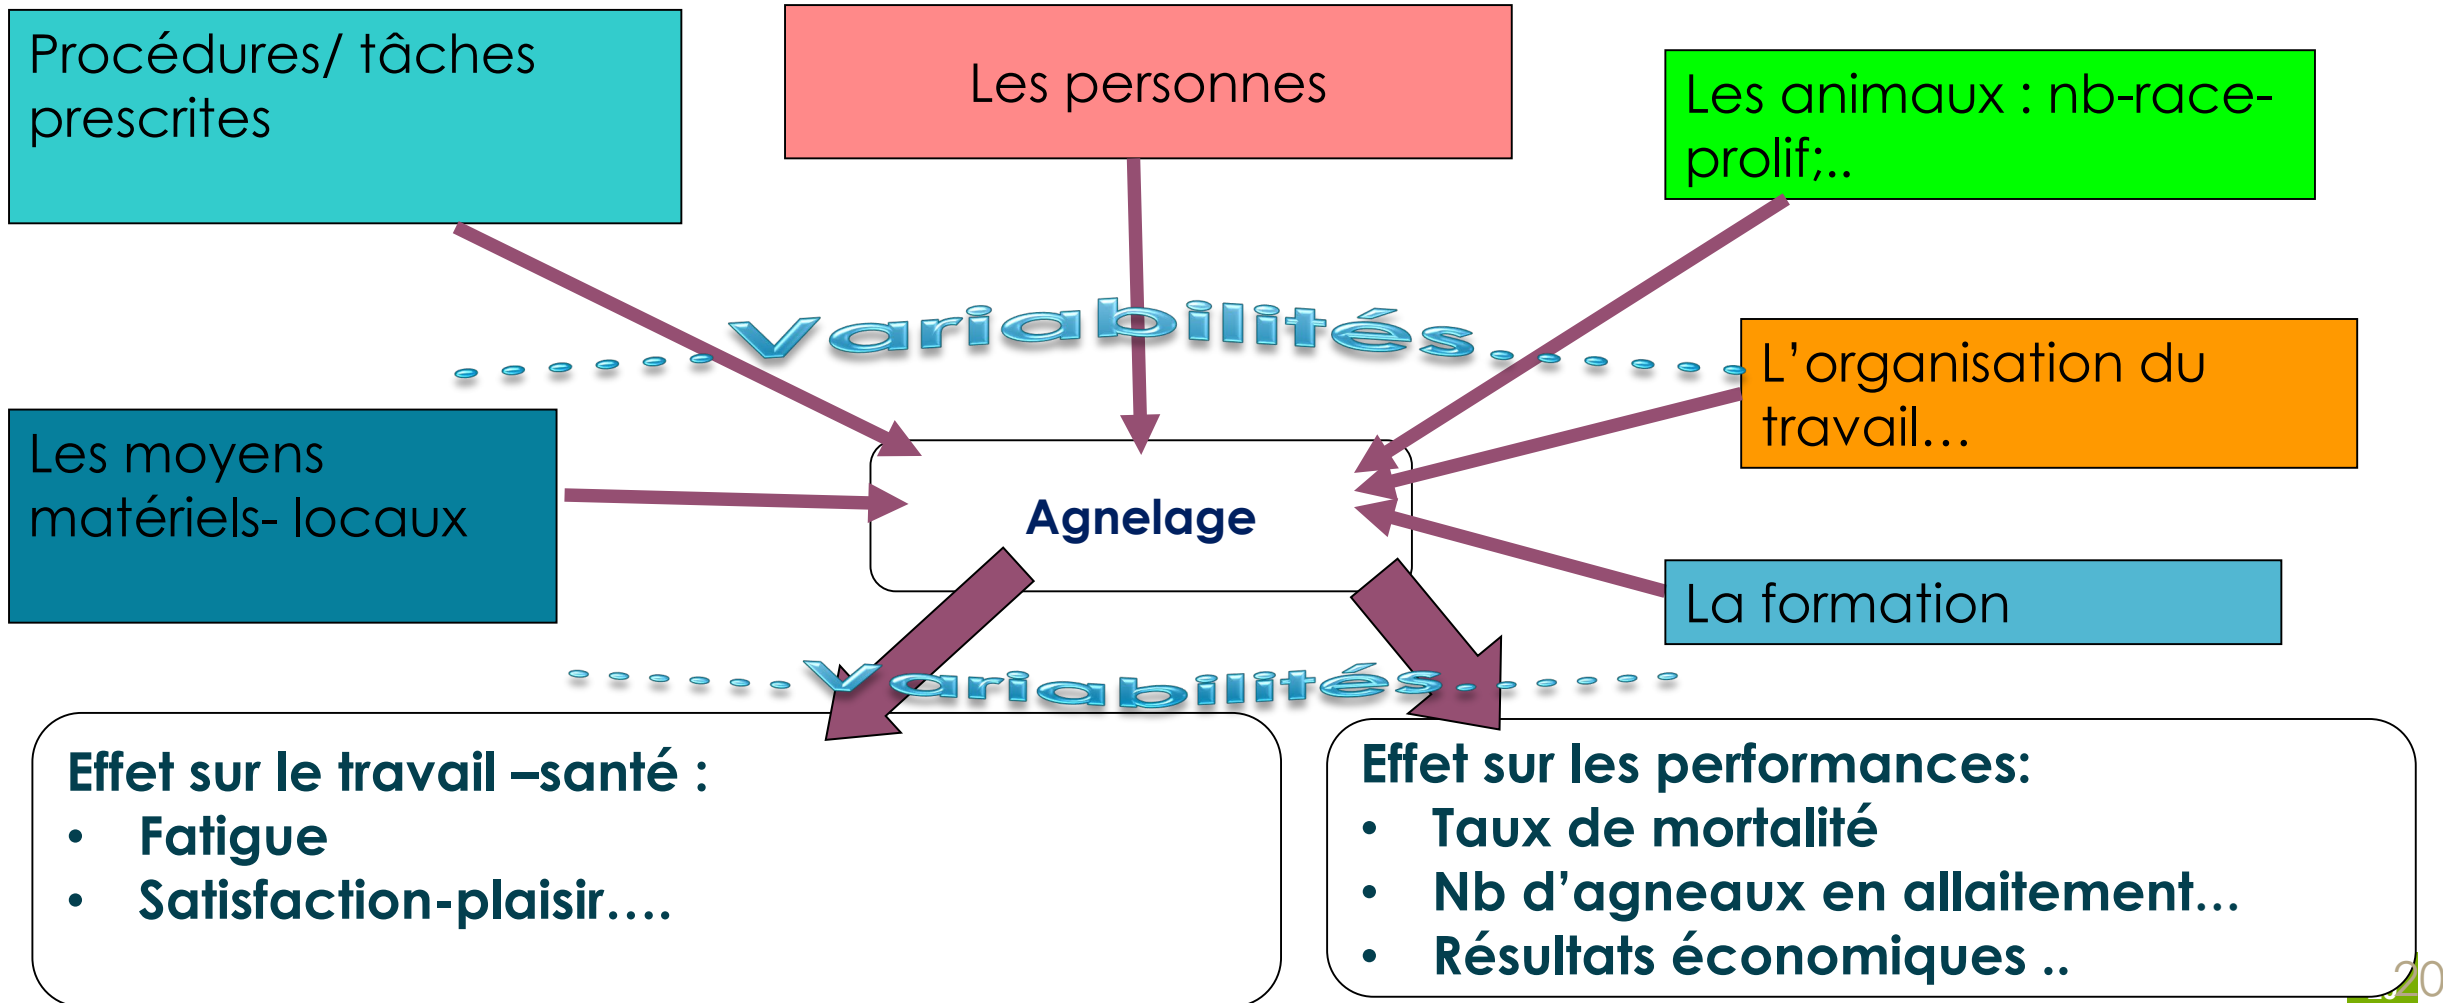 Procédures/ tâches
prescrites
Les personnes
Les animaux : nb-race-
prolif;..
.......Variabilités.......
L’organisation du
travail…
Les moyens
matériels- locaux
Agnelage
La formation
......Variabilités......
Effet sur le travail –santé :
• Fatigue
• Satisfaction-plaisir….
Effet sur les performances:
• Taux de mortalité
• Nb d’agneaux en allaitement…
• Résultats économiques ..
20